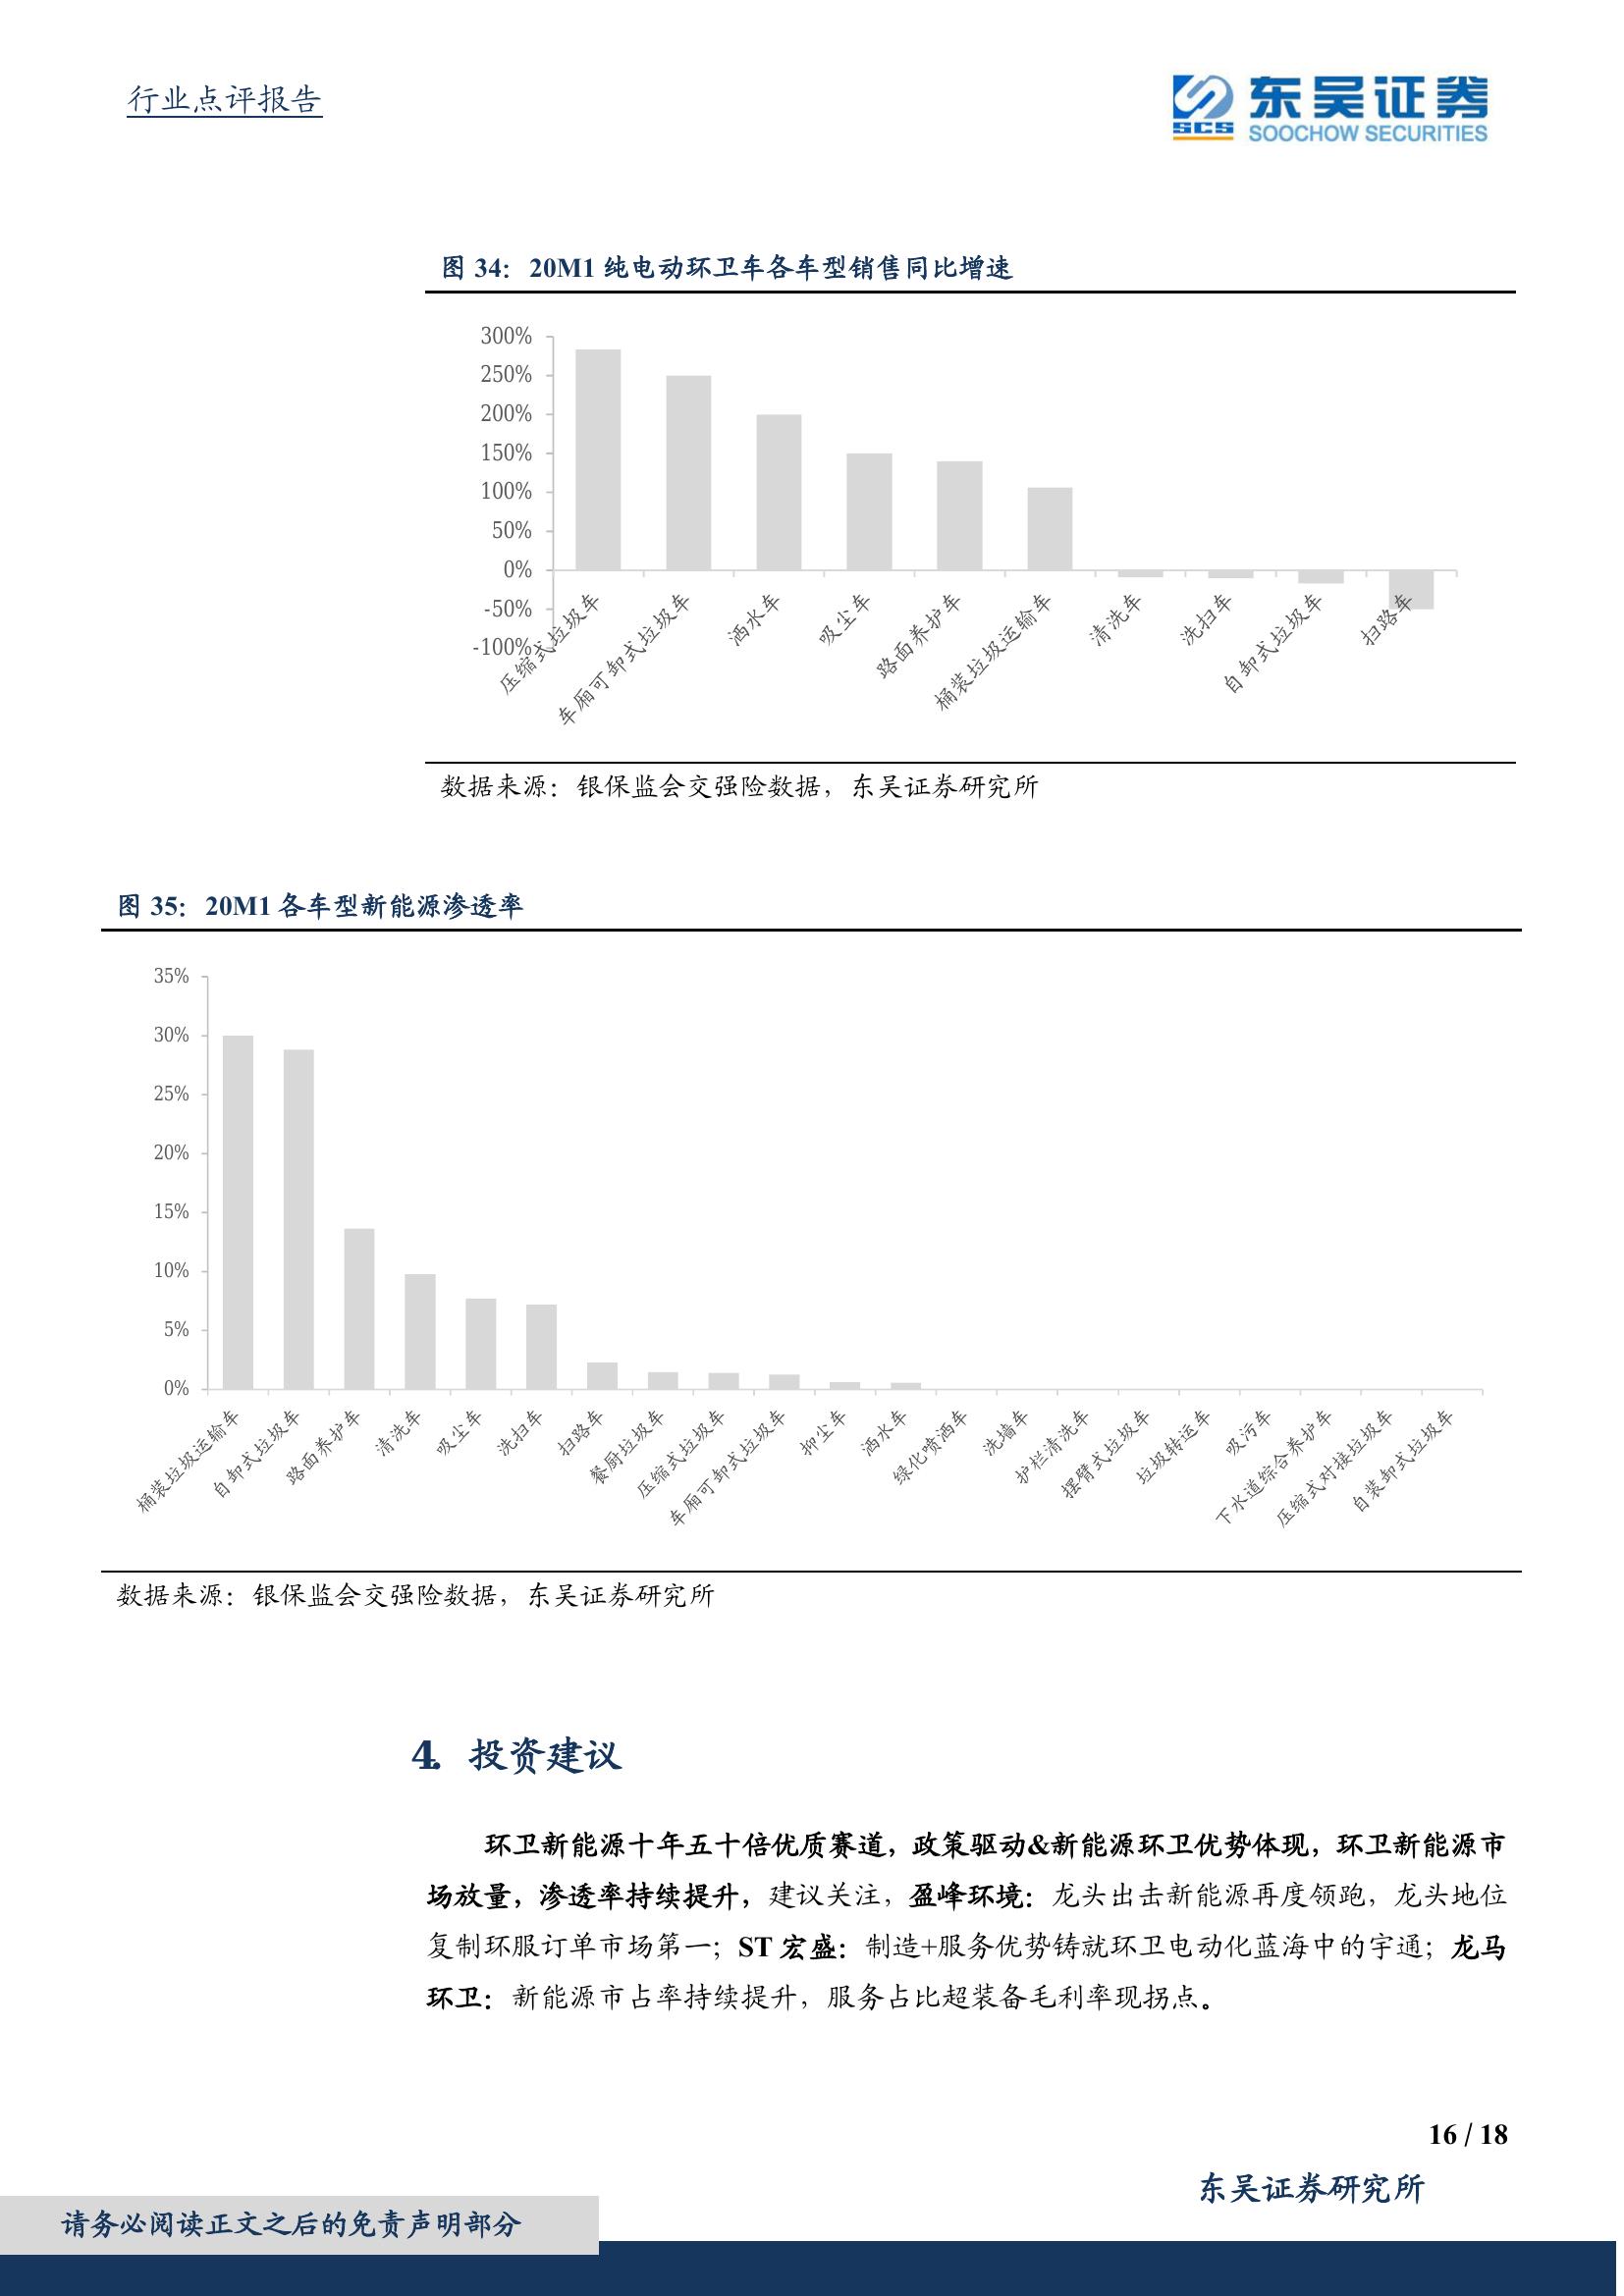 行业点评报告
SCS 东吴证券
SOOCHOW SECURITIES
图 34：20M1 纯电动环卫车各车型销售同比增速
300%
250%
200%
150%
100%
50%
0%
-50%
-100%
压缩式垃圾车
车厢可卸式垃圾车
洒水车
吸尘车
路面养护车
桶装垃圾运输车
清洗车
洗扫车
自卸式垃圾车
扫路车
数据来源：银保监会交强险数据，东吴证券研究所
图 35：20M1 各车型新能源渗透率
35%
30%
25%
20%
15%
10%
5%
0%
桶装垃圾运输车
自卸式垃圾车
路面养护车
清洗车
吸尘车
洗扫车
扫路车
餐厨垃圾车
压缩式垃圾车
车厢可卸式垃圾车
抑尘车
洒水车
绿化喷洒车
洗墙车
护栏清洗车
摆臂式垃圾车
垃圾转运车
吸污车
下水道综合养护车
压缩式对接垃圾车
自装卸式垃圾车
数据来源：银保监会交强险数据，东吴证券研究所
4. 投资建议
环卫新能源十年五十倍优质赛道，政策驱动&新能源环卫优势体现，环卫新能源市
场放量，渗透率持续提升，建议关注，盈峰环境：龙头出击新能源再度领跑，龙头地位
复制环服订单市场第一；ST 宏盛：制造+服务优势铸就环卫电动化蓝海中的宇通；龙马
环卫：新能源市占率持续提升，服务占比超装备毛利率现拐点。
16 / 18
东吴证券研究所
请务必阅读正文之后的免责声明部分